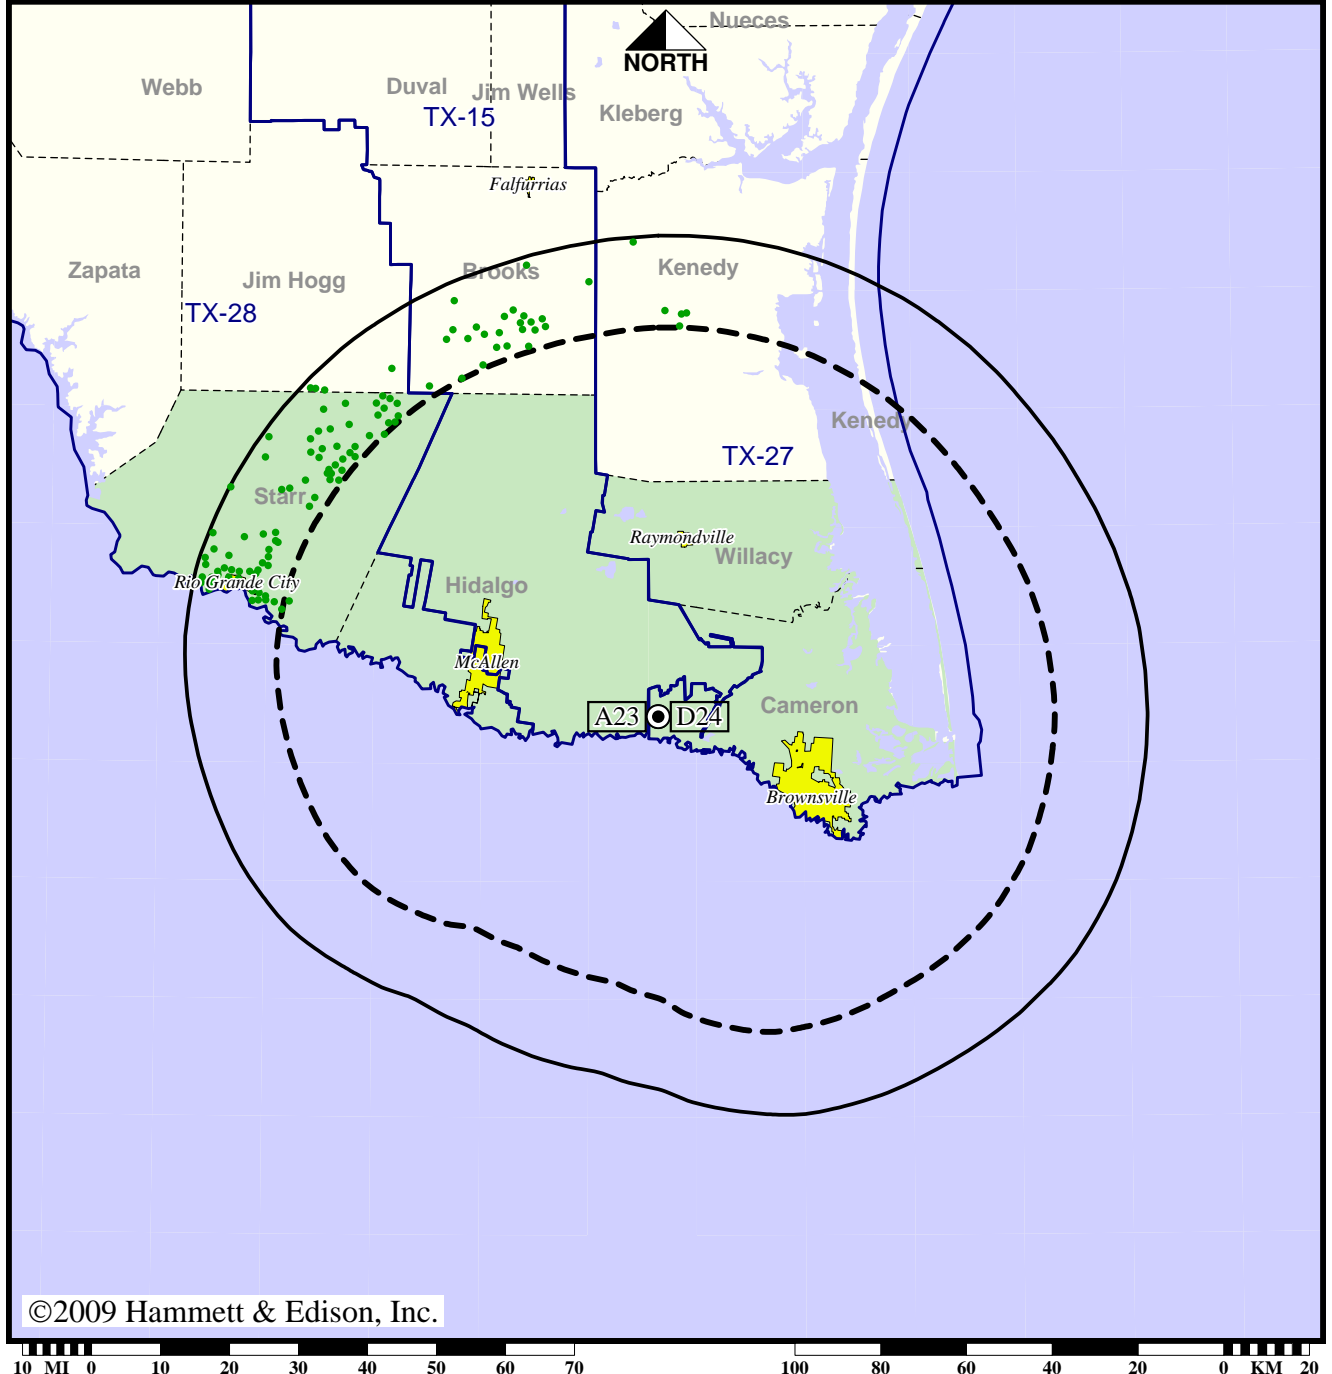 Nueces
NORTH
Webb
Duval
Jim Wells
TX-15
Kleberg
Falfurrias
Zapata
Jim Hogg
Brooks
Kenedy
TX-28
Kenedy
TX-27
Starr
Raymondville
Willacy
Rio Grande City
Hidalgo
McAllen
A23
D24
Cameron
Brownsville
©2009 Hammett & Edison, Inc.
10 MI 0 10 20 30 40 50 60 70 100 80 60 40 20 0 KM 20